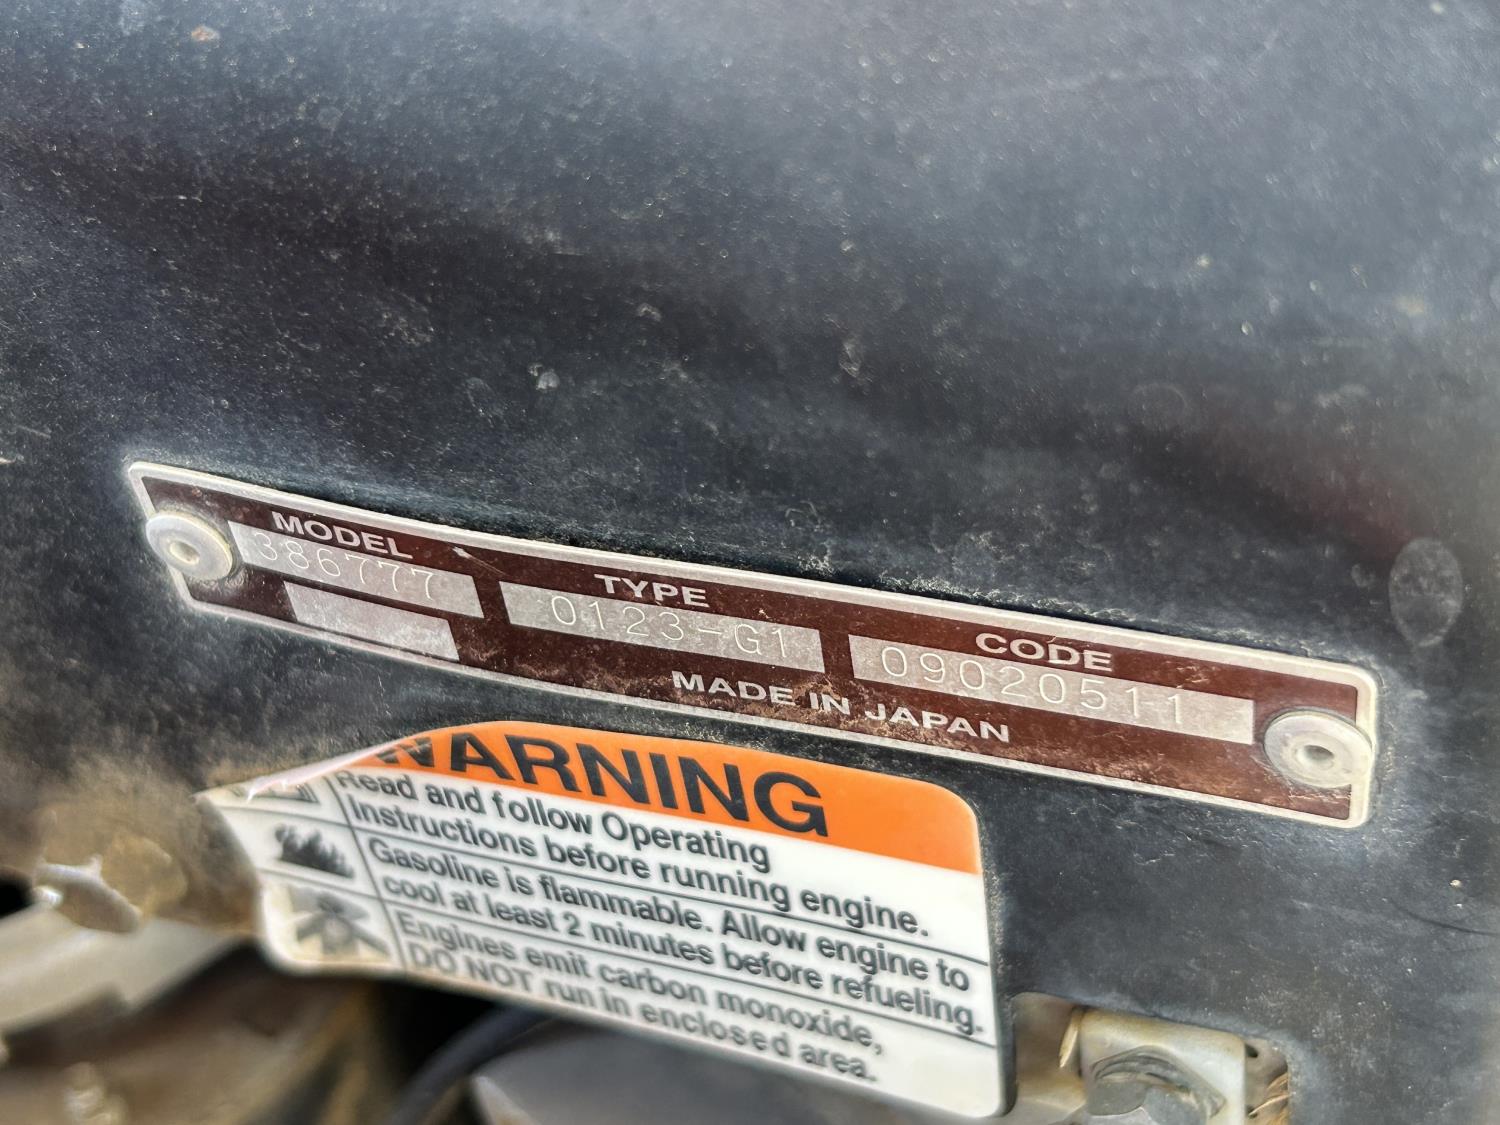 MODEL TYPE CODE
386777 0123-G1 09020511
MADE IN JAPAN
WARNING
Read and follow Operating
Instructions before running engine.
Gasoline is flammable. Allow engine to
cool at least 2 minutes before refueling.
Engines emit carbon monoxide,
DO NOT run in enclosed area.